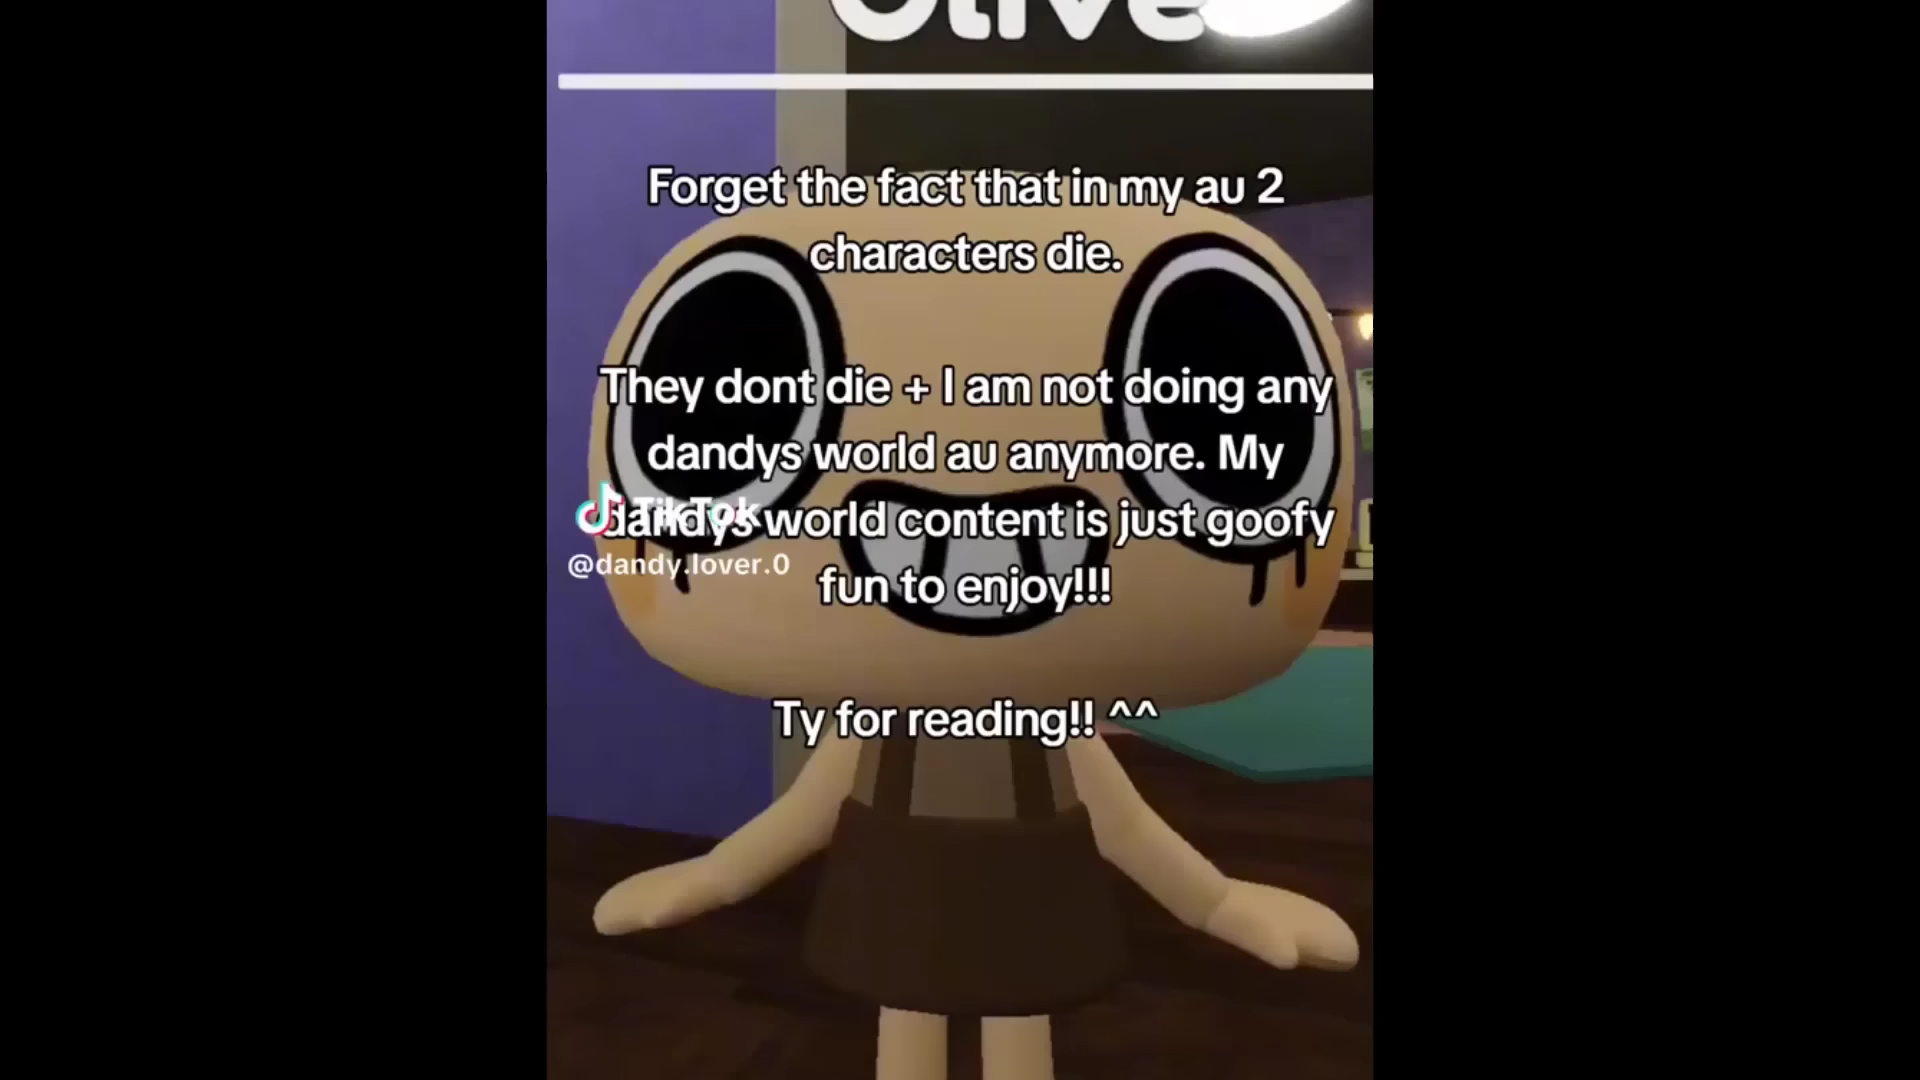 Olive
Forget the fact that in my au 2
characters die.
They dont die + I am not doing any
dandys world au anymore. My
dandys world content is just goofy
fun to enjoy!!!
TikTok
@dandy.lover.0
Ty for reading!! ^^